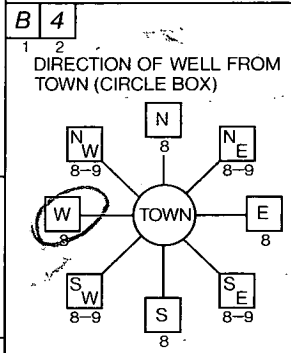 B 4
1 2
DIRECTION OF WELL FROM
TOWN (CIRCLE BOX)
N
8
N W
8-9
N E
8-9
W
8
TOWN
E
8
S W
8-9
S E
8-9
S
8